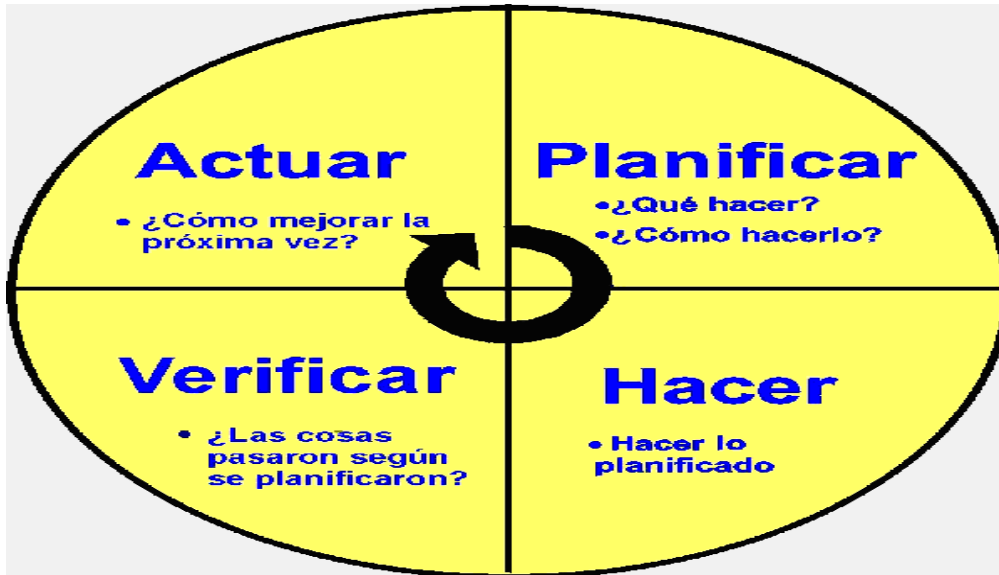 Actuar
• ¿Cómo mejorar la
próxima vez?
Planificar
•¿Qué hacer?
•¿Cómo hacerlo?
Verificar
• ¿Las cosas
pasaron según
se planificaron?
Hacer
• Hacer lo
planificado